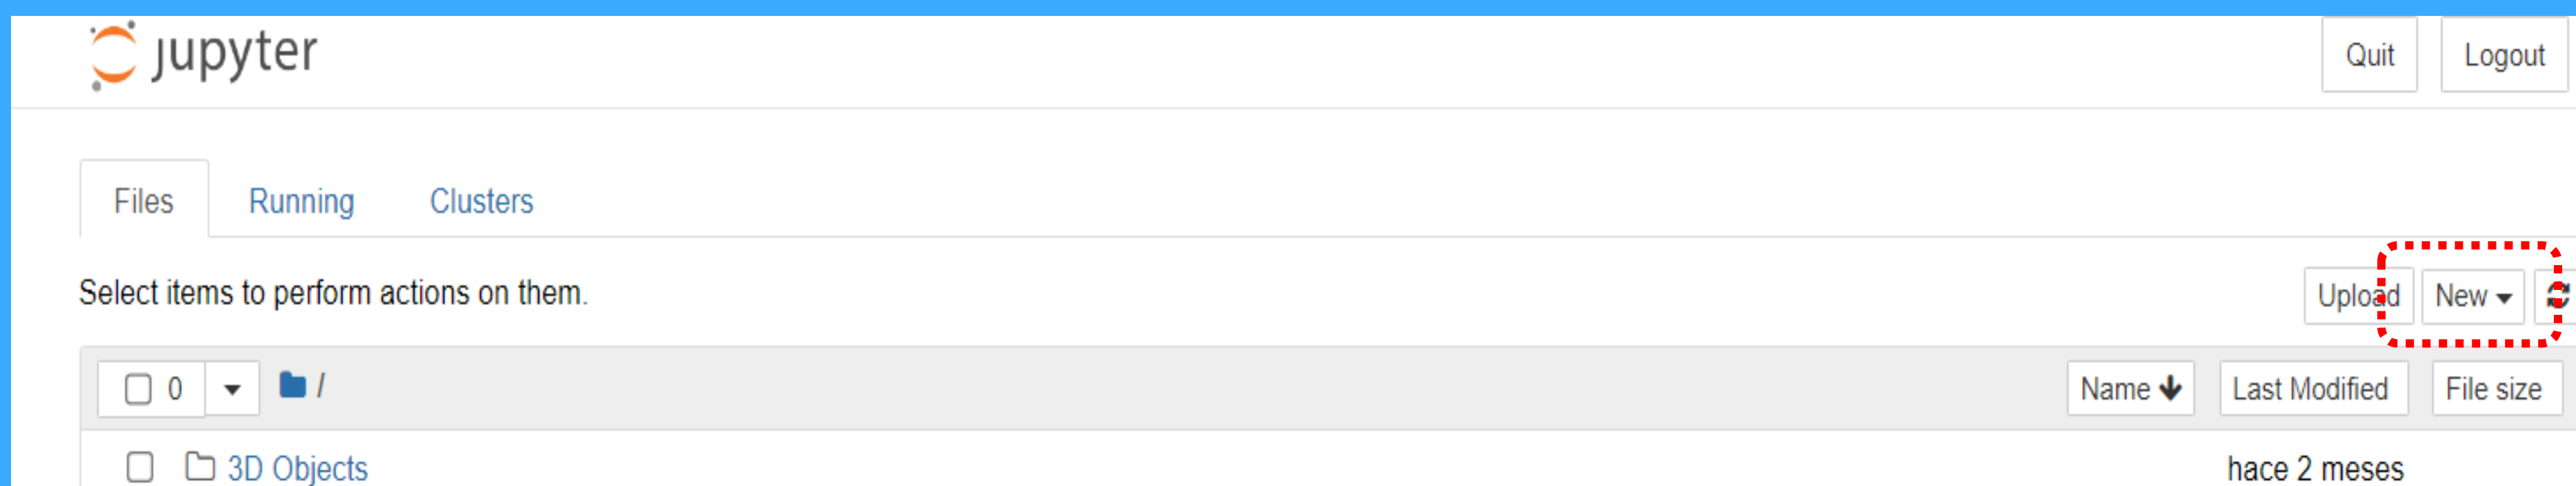 jupyter
Quit Logout
Files Running Clusters
Select items to perform actions on them.
Upload New
0 / Name Last Modified File size
3D Objects hace 2 meses